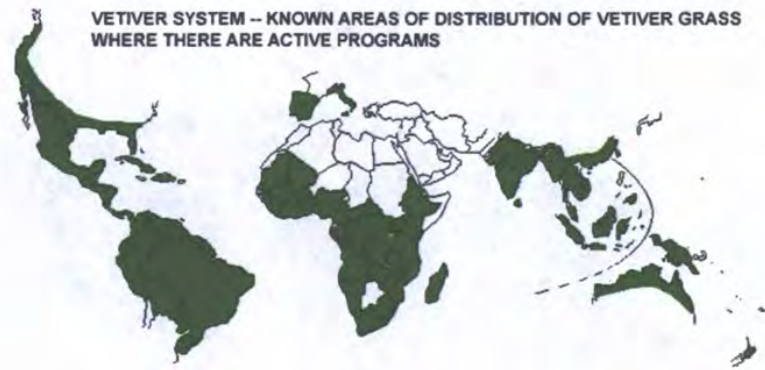 VETIVER SYSTEM -- KNOWN AREAS OF DISTRIBUTION OF VETIVER GRASS
WHERE THERE ARE ACTIVE PROGRAMS